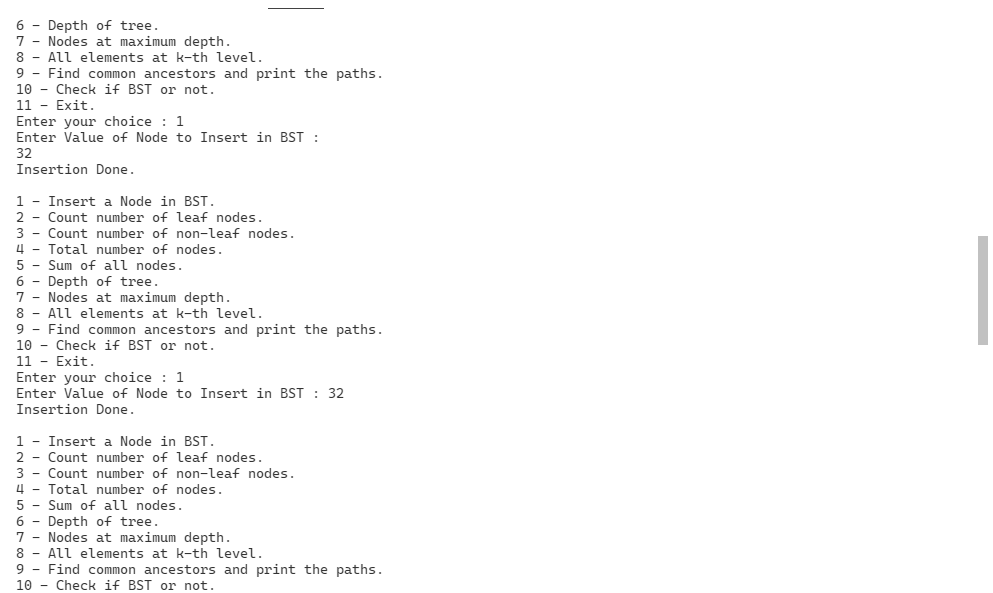 6 - Depth of tree.
7 - Nodes at maximum depth.
8 - All elements at k-th level.
9 - Find common ancestors and print the paths.
10 - Check if BST or not.
11 - Exit.
Enter your choice : 1
Enter Value of Node to Insert in BST :
32
Insertion Done.

1 - Insert a Node in BST.
2 - Count number of leaf nodes.
3 - Count number of non-leaf nodes.
4 - Total number of nodes.
5 - Sum of all nodes.
6 - Depth of tree.
7 - Nodes at maximum depth.
8 - All elements at k-th level.
9 - Find common ancestors and print the paths.
10 - Check if BST or not.
11 - Exit.
Enter your choice : 1
Enter Value of Node to Insert in BST : 32
Insertion Done.

1 - Insert a Node in BST.
2 - Count number of leaf nodes.
3 - Count number of non-leaf nodes.
4 - Total number of nodes.
5 - Sum of all nodes.
6 - Depth of tree.
7 - Nodes at maximum depth.
8 - All elements at k-th level.
9 - Find common ancestors and print the paths.
10 - Check if BST or not.